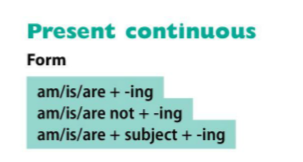 Present continuous
Form
am/is/are + -ing
am/is/are not + -ing
am/is/are + subject + -ing